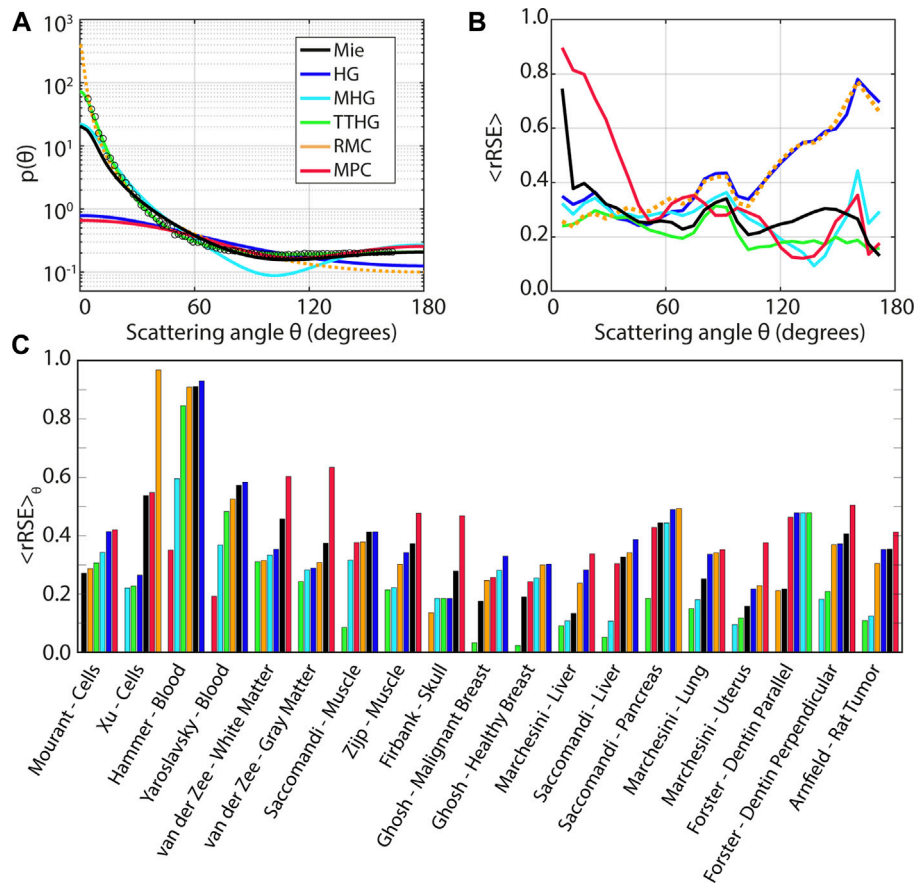 A
10³
10²
10¹
10⁰
10⁻¹
p(θ)
Mie
HG
MHG
TTHG
RMC
MPC
0
60
120
180
Scattering angle θ (degrees)
B
1.0
0.8
0.6
0.4
0.2
0.0
<rRSE>
0
60
120
180
Scattering angle θ (degrees)
C
1.0
0.8
0.6
0.4
0.2
0.0
<rRSE>θ
Mourant - Cells
Xu - Cells
Hammer - Blood
Yaroslavsky - Blood
van der Zee - White Matter
van der Zee - Gray Matter
Saccomandi - Muscle
Zijp - Muscle
Firbank - Skull
Ghosh - Malignant Breast
Ghosh - Healthy Breast
Marchesini - Liver
Saccomandi - Liver
Saccomandi - Pancreas
Marchesini - Lung
Marchesini - Uterus
Forster - Dentin Parallel
Forster - Dentin Perpendicular
Arnfield - Rat Tumor